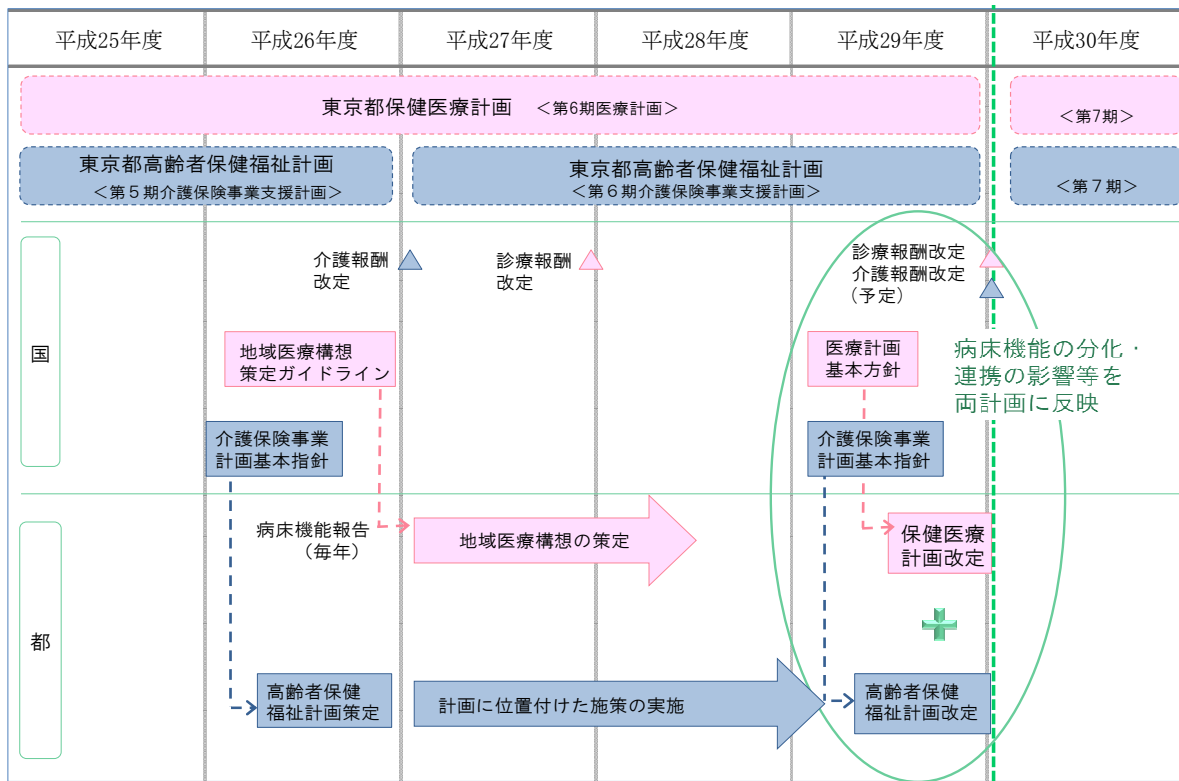 平成25年度
平成26年度
平成27年度
平成28年度
平成29年度
平成30年度
東京都保健医療計画 ＜第6期医療計画＞
＜第7期＞
東京都高齢者保健福祉計画
＜第５期介護保険事業支援計画＞
東京都高齢者保健福祉計画
＜第６期介護保険事業支援計画＞
＜第７期＞
国
介護報酬
改定
診療報酬
改定
診療報酬改定
介護報酬改定
（予定）
地域医療構想
策定ガイドライン
医療計画
基本方針
病床機能の分化・
連携の影響等を
両計画に反映
介護保険事業
計画基本指針
介護保険事業
計画基本指針
都
病床機能報告
（毎年）
地域医療構想の策定
保健医療
計画改定
高齢者保健
福祉計画策定
計画に位置付けた施策の実施
高齢者保健
福祉計画改定